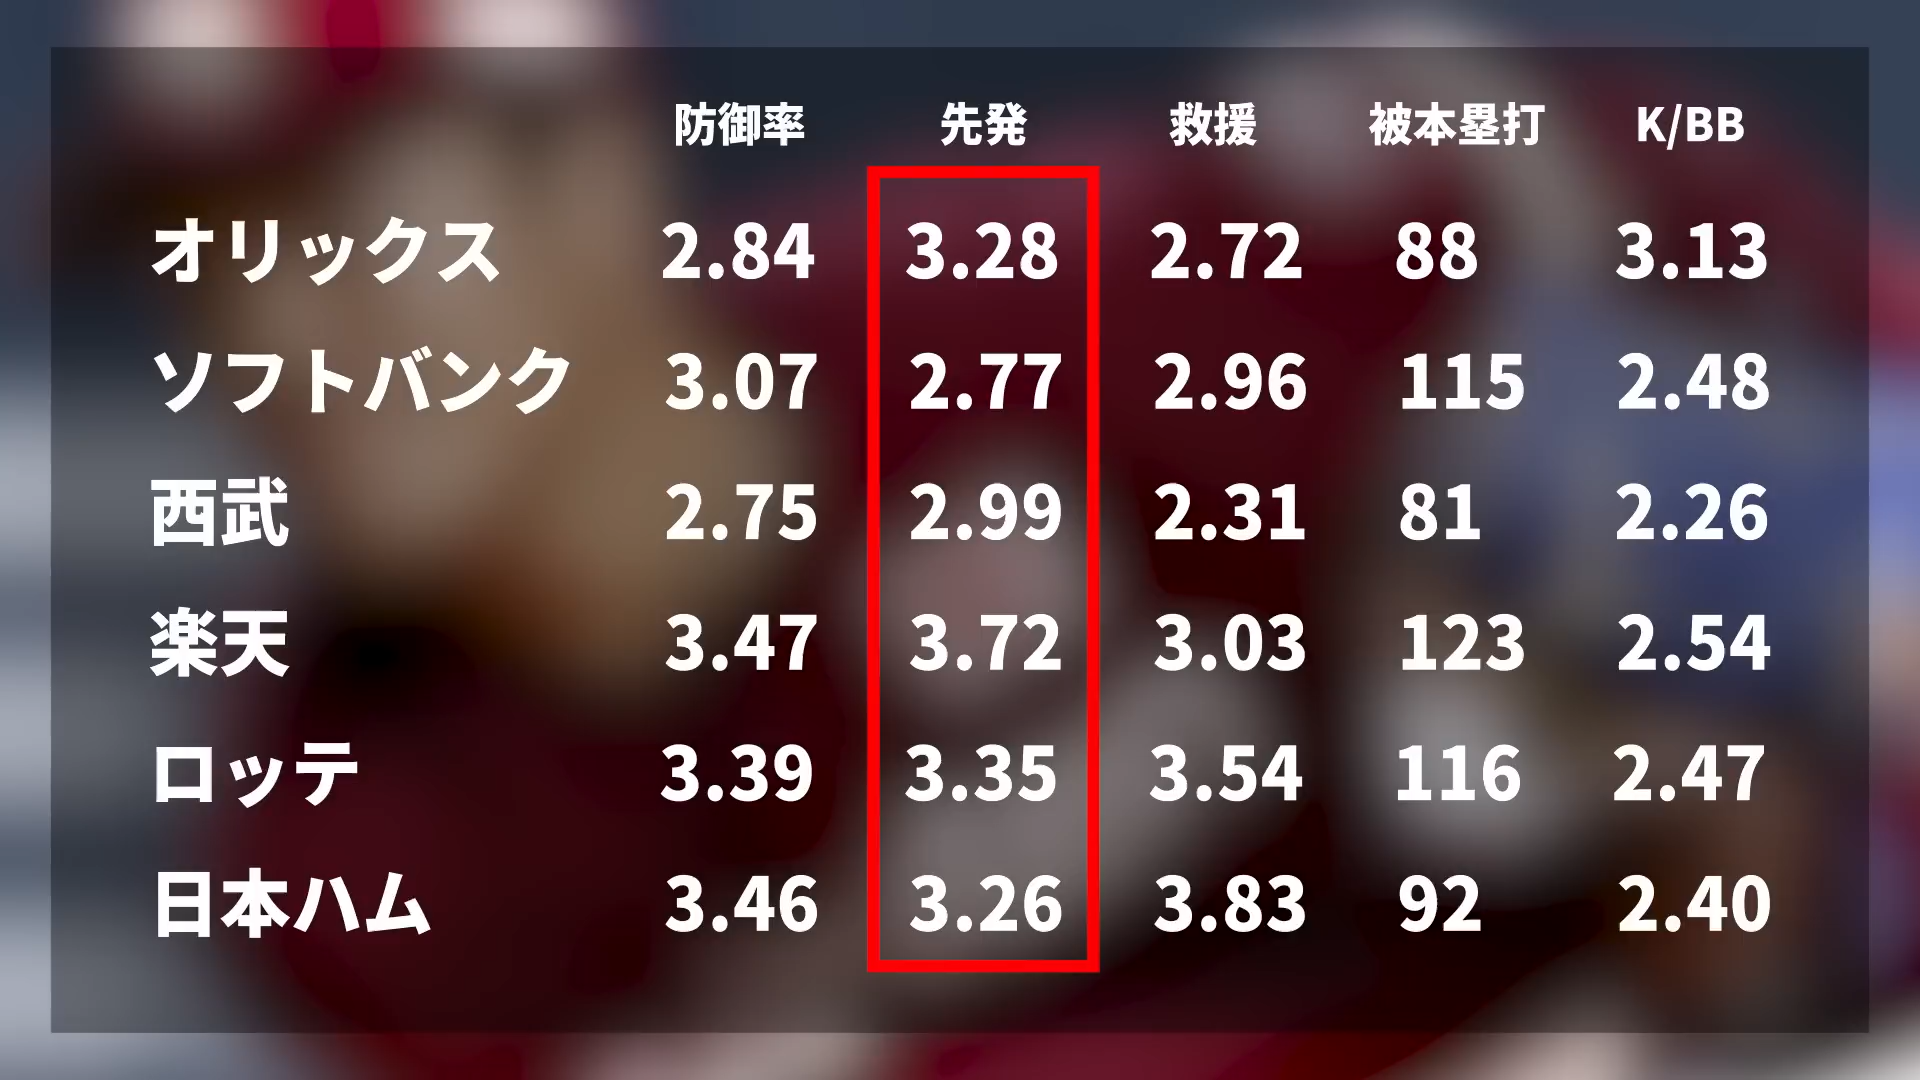 防御率 先発 救援 被本塁打 K/BB
オリックス 2.84 3.28 2.72 88 3.13
ソフトバンク 3.07 2.77 2.96 115 2.48
西武 2.75 2.99 2.31 81 2.26
楽天 3.47 3.72 3.03 123 2.54
ロッテ 3.39 3.35 3.54 116 2.47
日本ハム 3.46 3.26 3.83 92 2.40